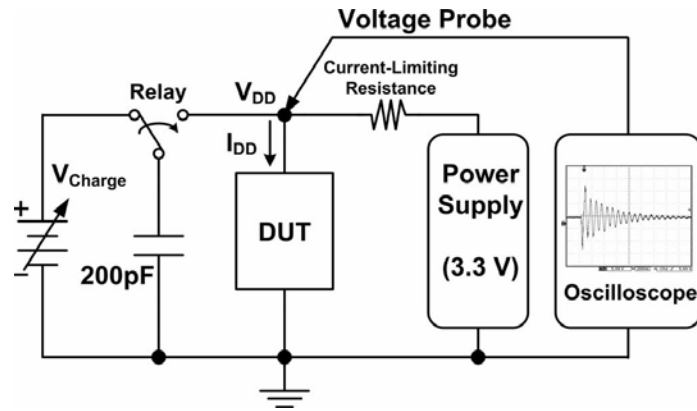 Voltage Probe
Current-Limiting
Resistance
Relay
VDD
IDD
VCharge
+
−
200pF
DUT
Power
Supply
(3.3 V)
Oscilloscope